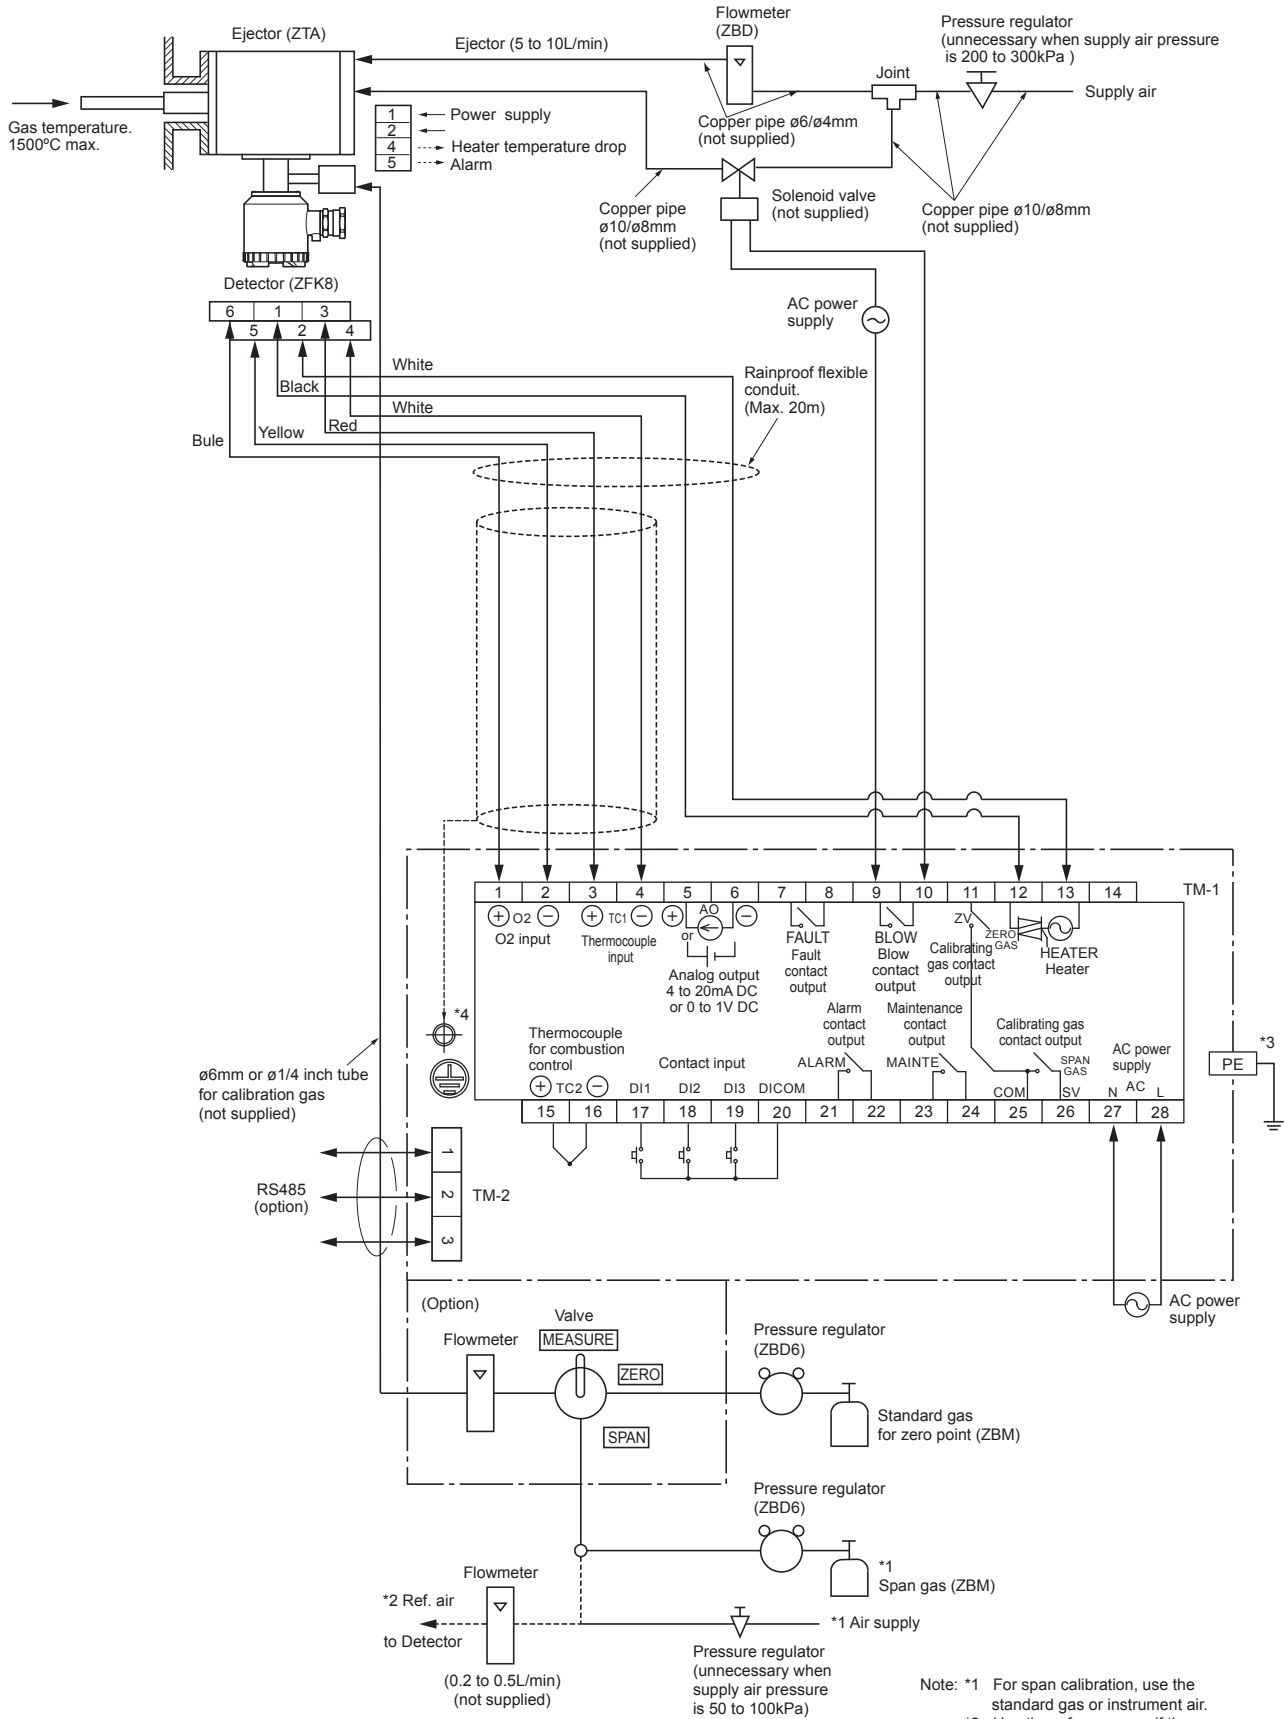 Ejector (ZTA)
Ejector (5 to 10L/min)
Flowmeter
(ZBD)
Pressure regulator
(unnecessary when supply air pressure
is 200 to 300kPa )
Joint
Supply air
Gas temperature.
1500ºC max.
1
2
4
5
Power supply
Heater temperature drop
Alarm
Copper pipe ø6/ø4mm
(not supplied)
Copper pipe
ø10/ø8mm
(not supplied)
Solenoid valve
(not supplied)
Copper pipe ø10/ø8mm
(not supplied)
Detector (ZFK8)
6 1 3
5 2 4
AC power
supply
White
Black
White
Red
Yellow
Bule
Rainproof flexible
conduit.
(Max. 20m)
1 2 3 4 5 6 7 8 9 10 11 12 13 14
TM-1
+ O2 −
O2 input
+ TC1 −
Thermocouple
input
+ AO −
or
Analog output
4 to 20mA DC
or 0 to 1V DC
FAULT
Fault
contact
output
BLOW
Blow
contact
output
ZV
ZERO
GAS
Calibrating
gas contact
output
HEATER
Heater
*4
Thermocouple
for combustion
control
+ TC2 −
Contact input
DI1 DI2 DI3 DICOM
Alarm
contact
output
ALARM
Maintenance
contact
output
MAINTE
Calibrating gas
contact output
SPAN
GAS
COM
SV
AC power
supply
N AC L
15 16 17 18 19 20 21 22 23 24 25 26 27 28
*3
PE
ø6mm or ø1/4 inch tube
for calibration gas
(not supplied)
RS485
(option)
1
2
3
TM-2
AC power
supply
(Option)
Flowmeter
Valve
MEASURE
ZERO
SPAN
Pressure regulator
(ZBD6)
Standard gas
for zero point (ZBM)
Pressure regulator
(ZBD6)
*1
Span gas (ZBM)
Flowmeter
*2 Ref. air
to Detector
(0.2 to 0.5L/min)
(not supplied)
*1 Air supply
Pressure regulator
(unnecessary when
supply air pressure
is 50 to 100kPa)
Note: *1 For span calibration, use the
standard gas or instrument air.